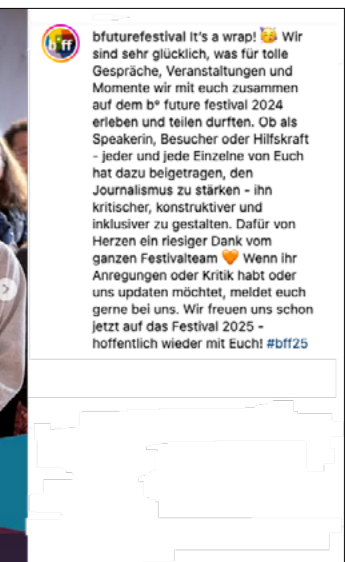 b°ff
bfuturefestival It's a wrap! 🥳 Wir
sind sehr glücklich, was für tolle
Gespräche, Veranstaltungen und
Momente wir mit euch zusammen
auf dem b° future festival 2024
erleben und teilen durften. Ob als
Speakerin, Besucher oder Hilfskraft
- jeder und jede Einzelne von Euch
hat dazu beigetragen, den
Journalismus zu stärken - ihn
kritischer, konstruktiver und
inklusiver zu gestalten. Dafür von
Herzen ein riesiger Dank vom
ganzen Festivalteam 🧡 Wenn ihr
Anregungen oder Kritik habt oder
uns updaten möchtet, meldet euch
gerne bei uns. Wir freuen uns schon
jetzt auf das Festival 2025 -
hoffentlich wieder mit Euch! #bff25